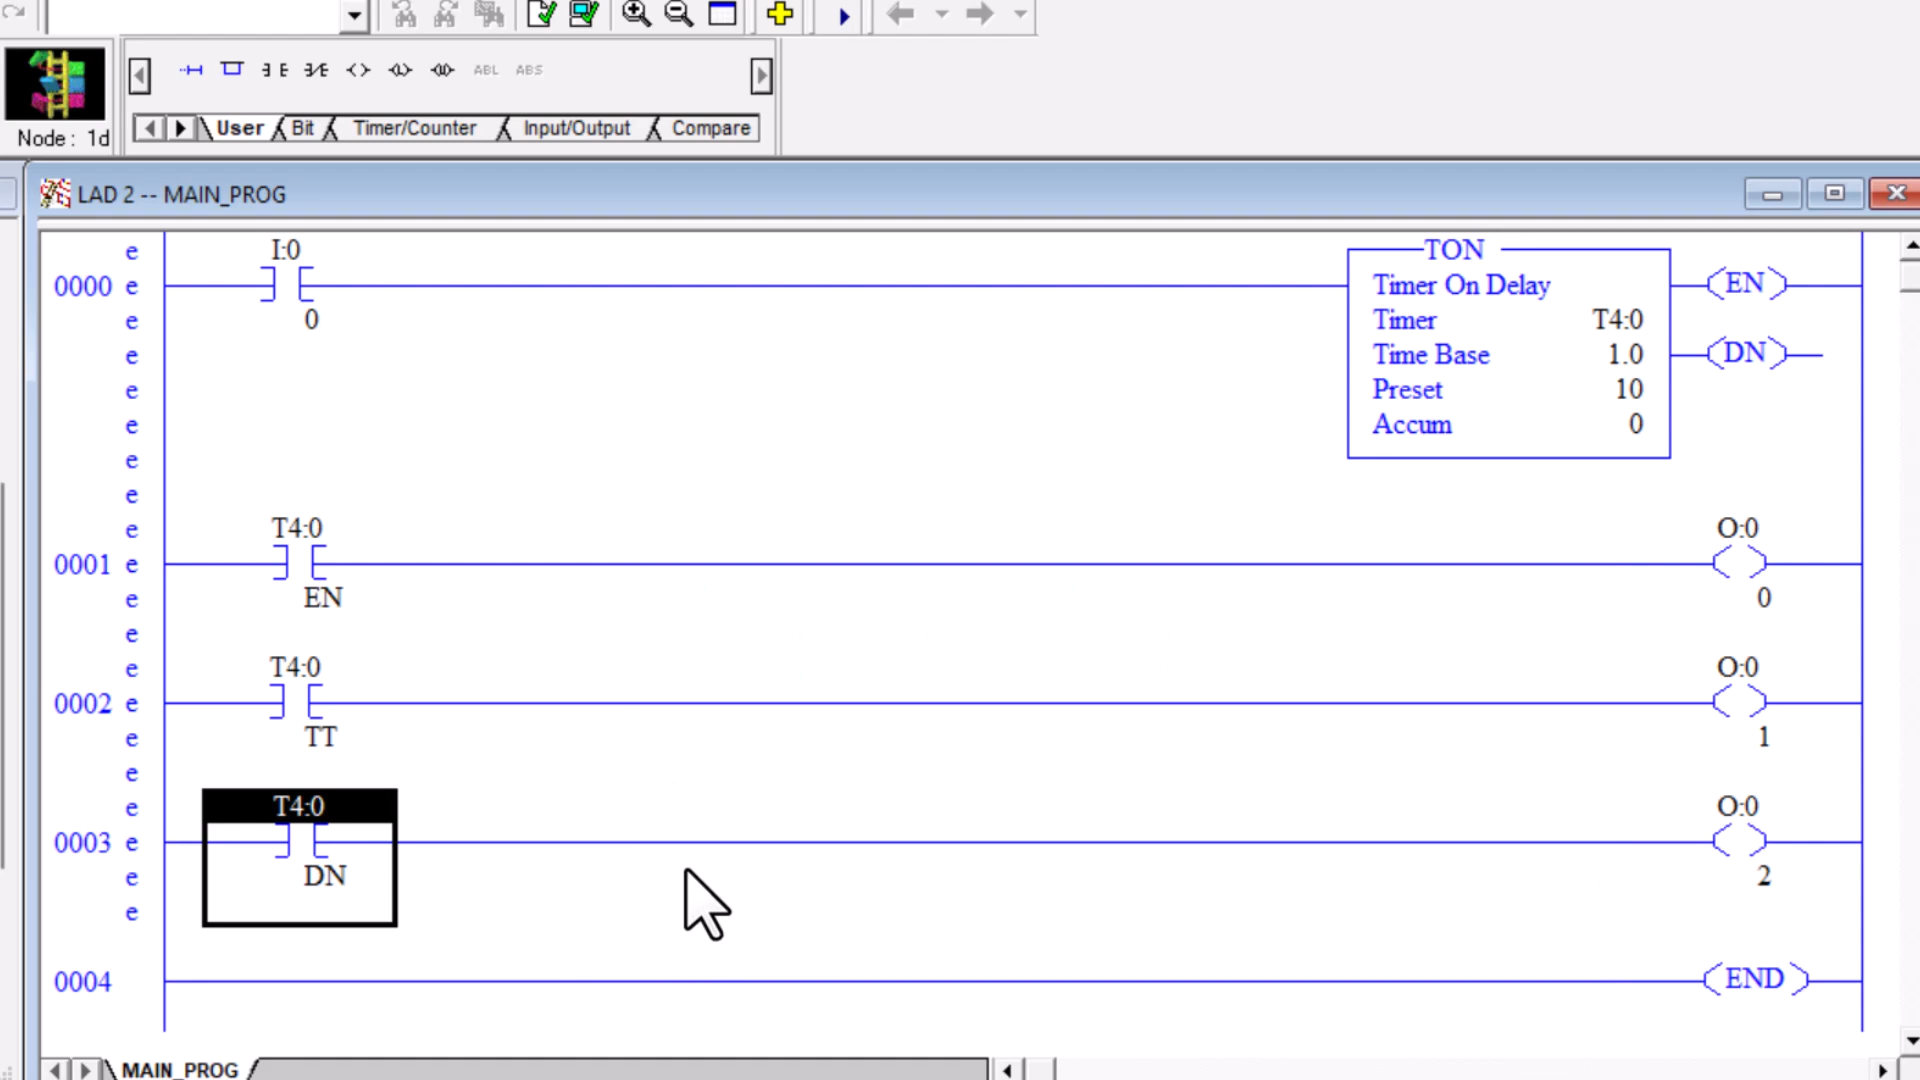 ABL ABS
Node : 1d
User Bit Timer/Counter Input/Output Compare
LAD 2 -- MAIN_PROG
e
I:0
TON
0000 e
Timer On Delay
EN
e
0
Timer T4:0
e
Time Base 1.0
DN
e
Preset 10
e
Accum 0
e
e
e
T4:0
O:0
0001 e
e
EN
0
e
e
T4:0
O:0
0002 e
e
TT
1
e
e
T4:0
O:0
0003 e
e
DN
2
e
0004
END
MAIN_PROG